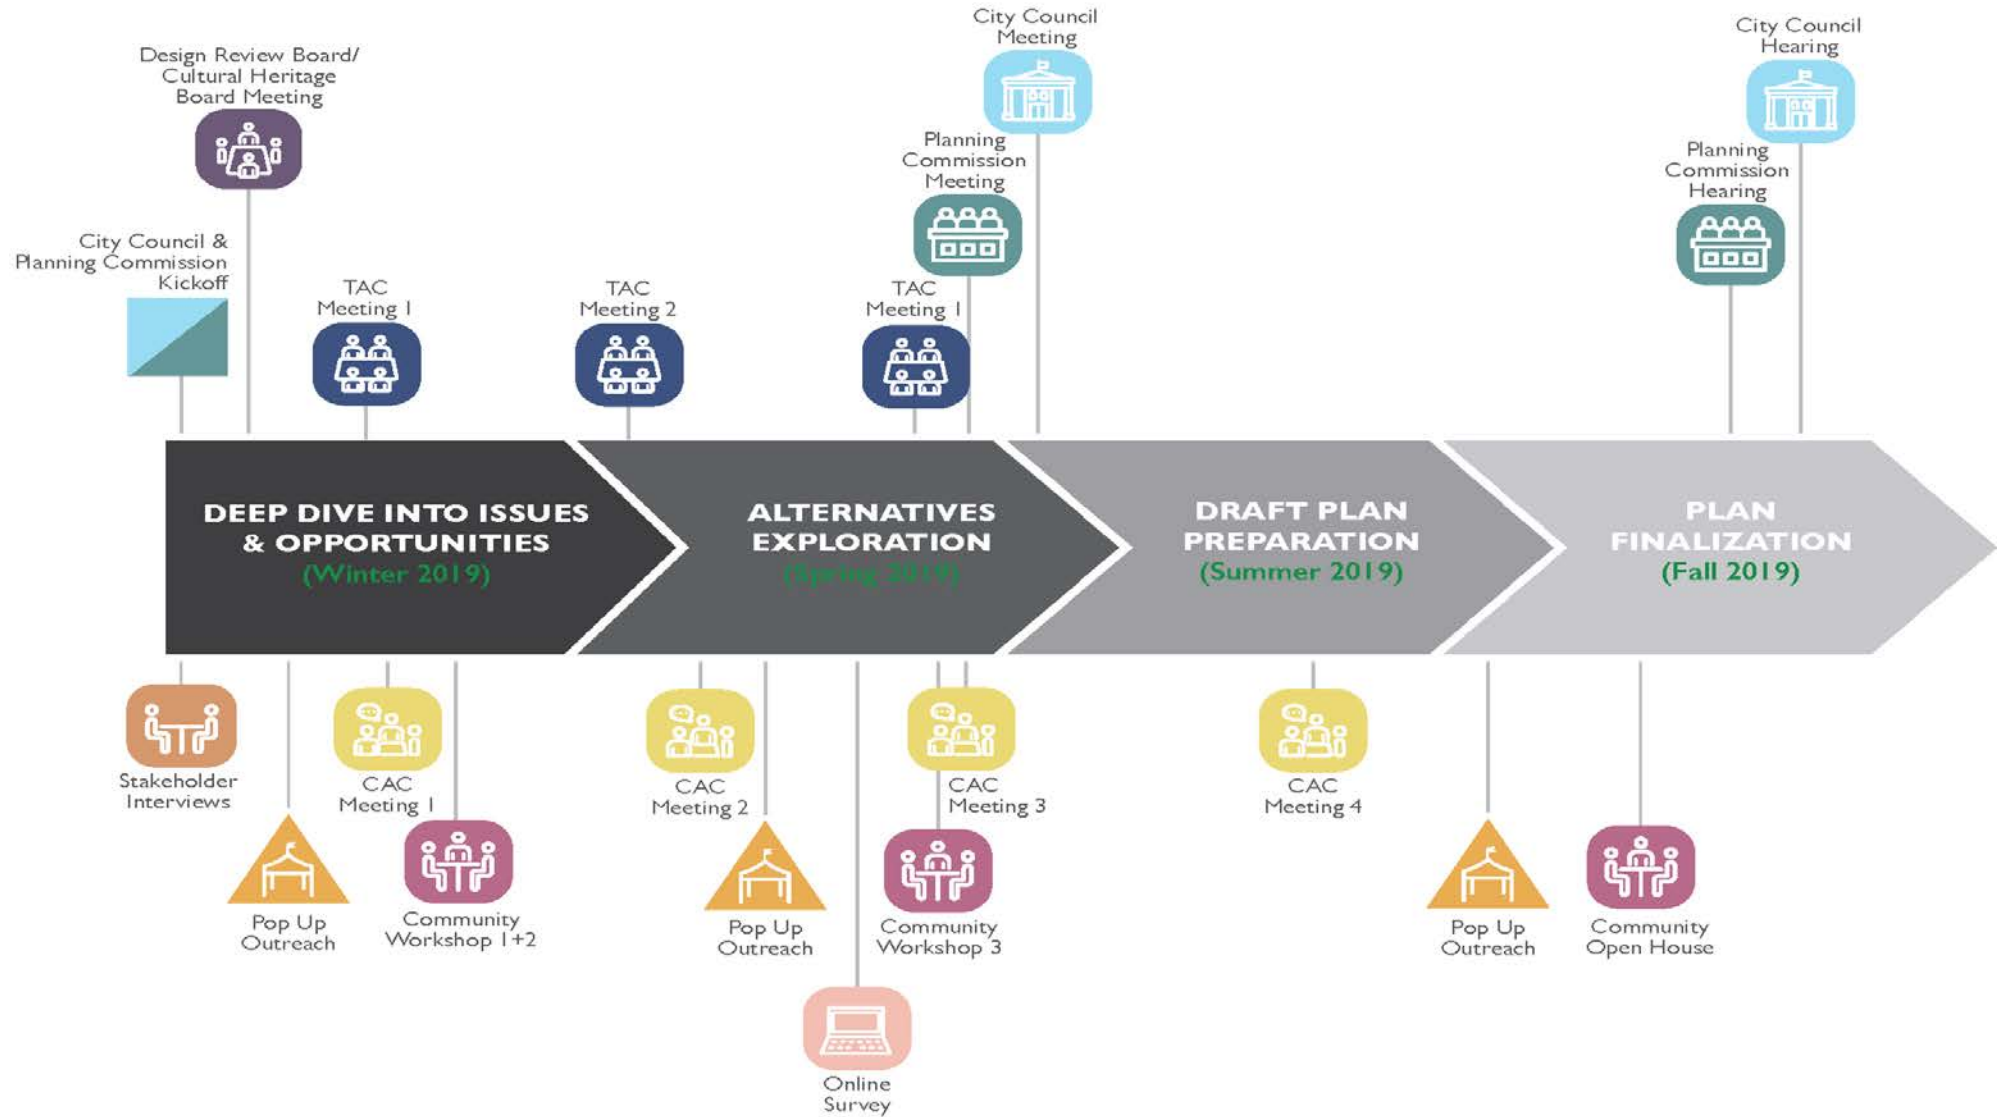 City Council
Meeting
City Council
Hearing
Design Review Board/
Cultural Heritage
Board Meeting
Planning
Commission
Meeting
Planning
Commission
Hearing
City Council &
Planning Commission
Kickoff
TAC
Meeting 1
TAC
Meeting 2
TAC
Meeting 1
DEEP DIVE INTO ISSUES
& OPPORTUNITIES
(Winter 2019)
ALTERNATIVES
EXPLORATION
(Spring 2019)
DRAFT PLAN
PREPARATION
(Summer 2019)
PLAN
FINALIZATION
(Fall 2019)
Stakeholder
Interviews
CAC
Meeting 1
CAC
Meeting 2
CAC
Meeting 3
CAC
Meeting 4
Pop Up
Outreach
Community
Workshop 1+2
Pop Up
Outreach
Community
Workshop 3
Pop Up
Outreach
Community
Open House
Online
Survey